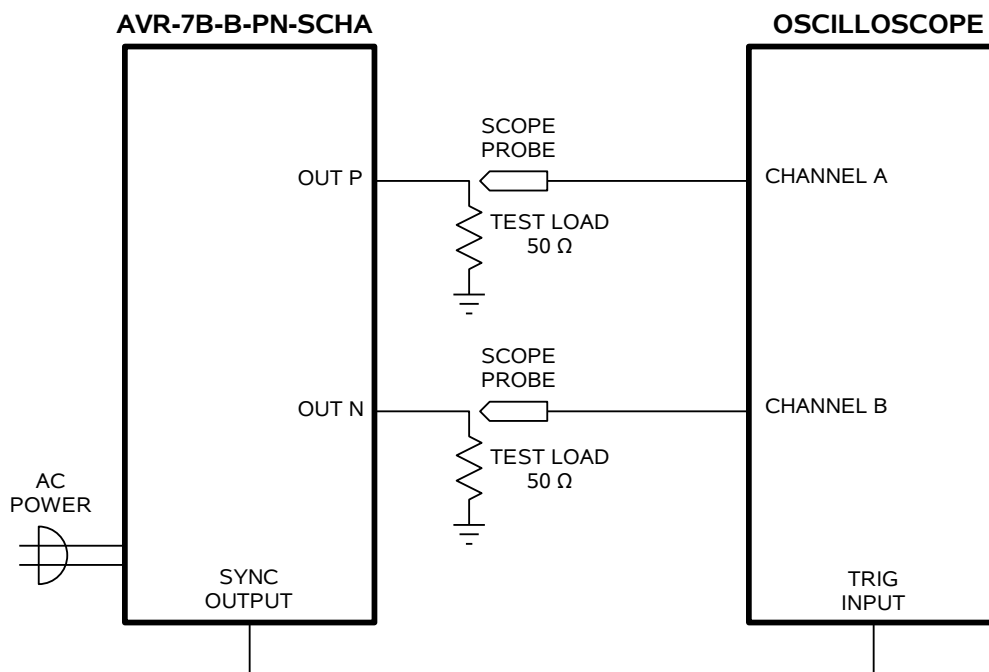 AVR-7B-B-PN-SCHA
OSCILLOSCOPE
SCOPE
PROBE
OUT P
CHANNEL A
TEST LOAD
50 Ω
SCOPE
PROBE
OUT N
CHANNEL B
TEST LOAD
50 Ω
AC
POWER
SYNC
OUTPUT
TRIG
INPUT